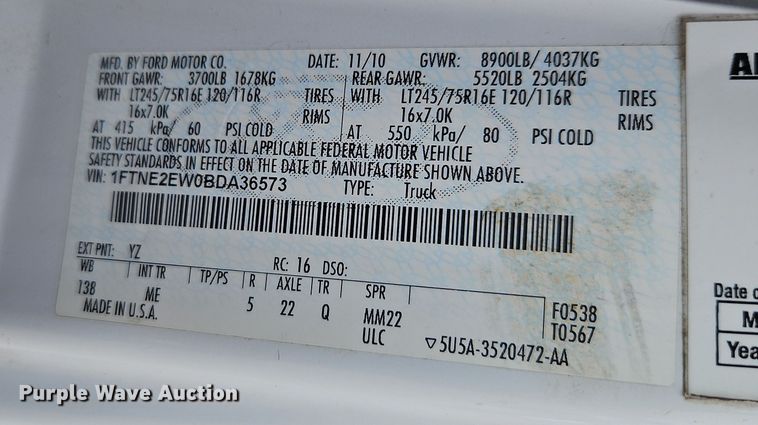 MFD. BY FORD MOTOR CO. DATE: 11/10 GVWR: 8900LB/ 4037KG
FRONT GAWR: 3700LB 1678KG REAR GAWR: 5520LB 2504KG
WITH LT245/75R16E 120/116R TIRES WITH LT245/75R16E 120/116R TIRES
16x7.0K RIMS 16x7.0K RIMS
AT 415 kPa/ 60 PSI COLD AT 550 kPa/ 80 PSI COLD
THIS VEHICLE CONFORMS TO ALL APPLICABLE FEDERAL MOTOR VEHICLE
SAFETY STANDARDS IN EFFECT ON THE DATE OF MANUFACTURE SHOWN ABOVE.
VIN: 1FTNE2EW0BDA36573 TYPE: Truck
EXT PNT: YZ RC: 16 DSO:
WB INT TR TP/PS R AXLE TR SPR
138 ME 5 22 Q MM22 F0538
MADE IN U.S.A. ULC T0567
▽5U5A-3520472-AA
Date o
M
Yea
Purple Wave Auction